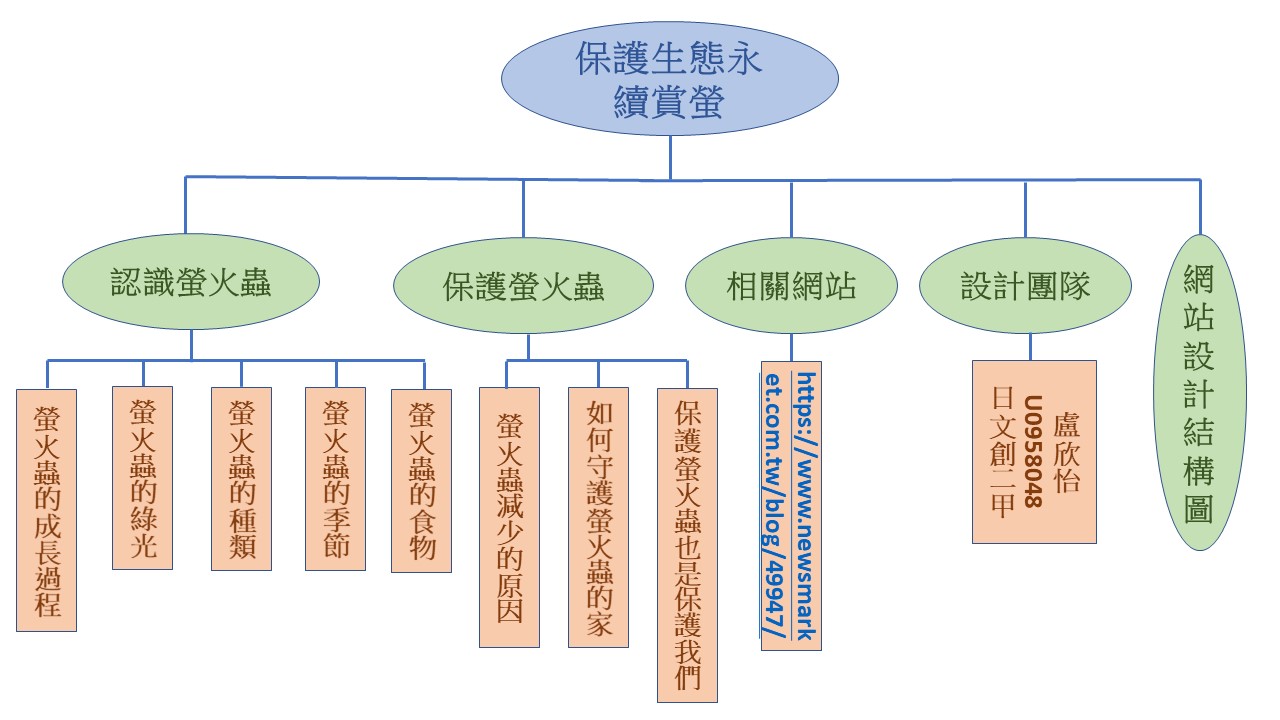 保護生態永
續賞螢
認識螢火蟲
保護螢火蟲
相關網站
設計團隊
網站設計結構圖
螢火蟲的成長過程
螢火蟲的綠光
螢火蟲的種類
螢火蟲的季節
螢火蟲的食物
螢火蟲減少的原因
如何守護螢火蟲的家
保護螢火蟲也是保護我們
https://www.newsmark
et.com.tw/blog/49947/
盧欣怡
U0958048
日文創二甲